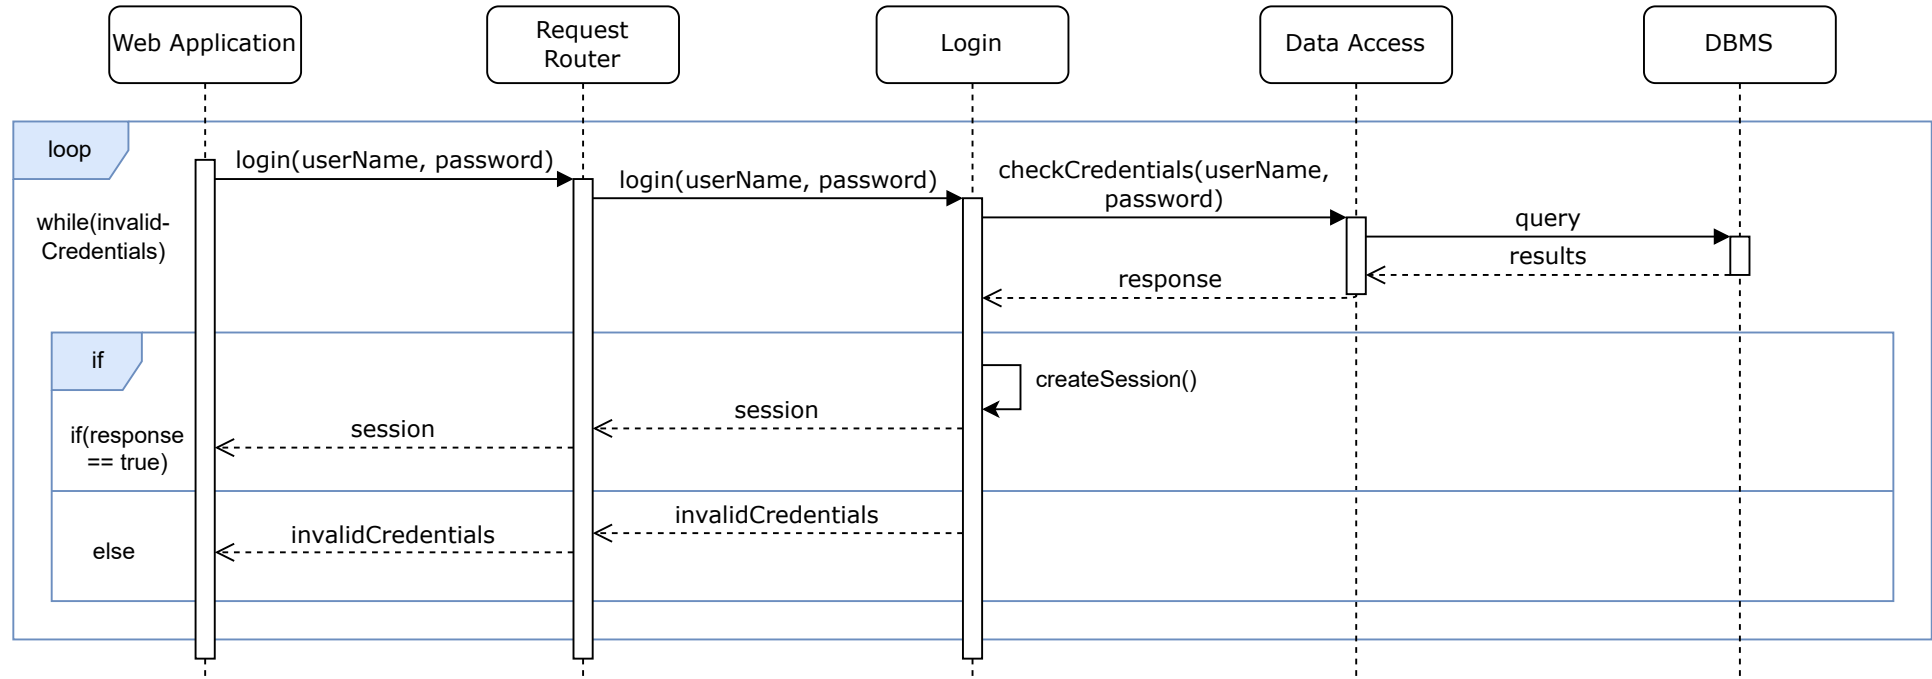 Web Application
Request
Router
Login
Data Access
DBMS
loop
login(userName, password)
login(userName, password)
checkCredentials(userName,
password)
query
while(invalid-
Credentials)
results
response
if
createSession()
session
session
if(response
== true)
invalidCredentials
invalidCredentials
else